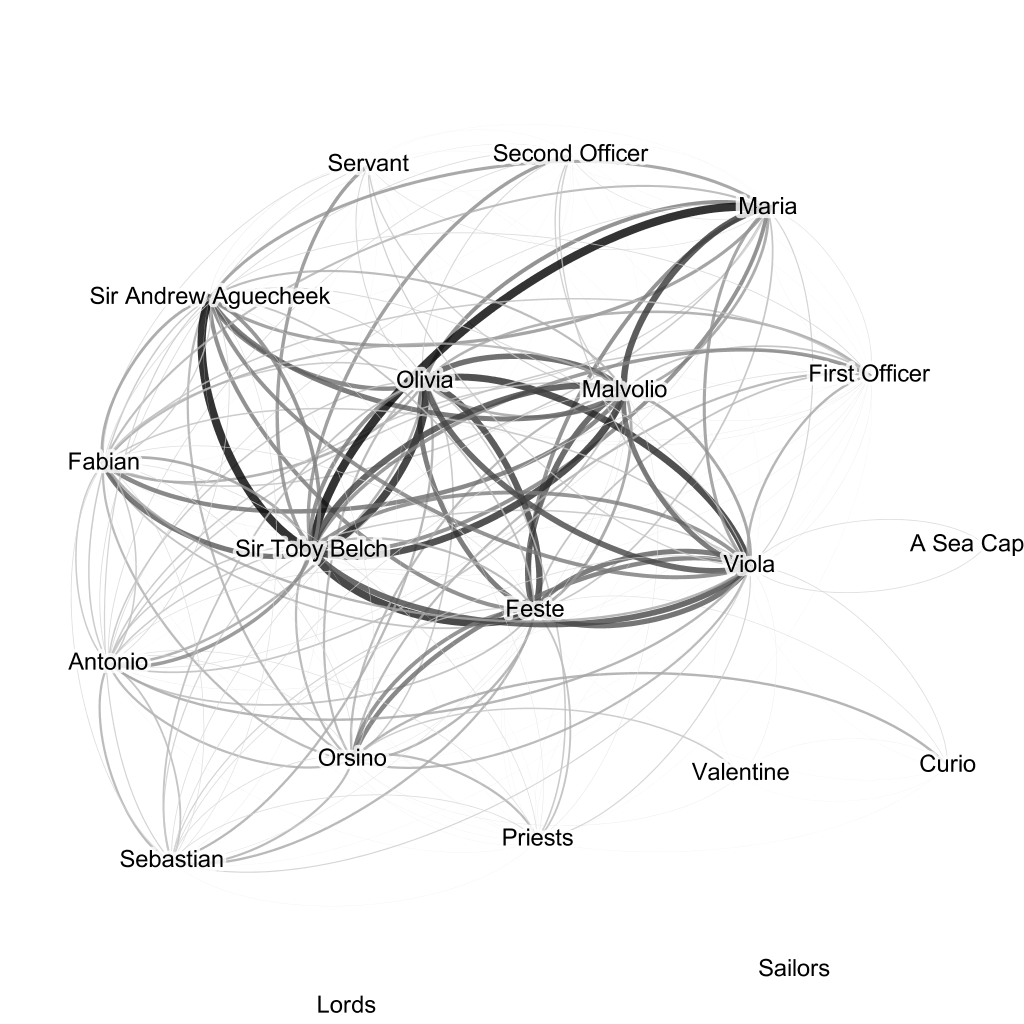 Second Officer
Servant
Maria
Sir Andrew Aguecheek
First Officer
Olivia
Malvolio
Fabian
A Sea Cap
Sir Toby Belch
Viola
Feste
Antonio
Orsino
Curio
Valentine
Priests
Sebastian
Sailors
Lords